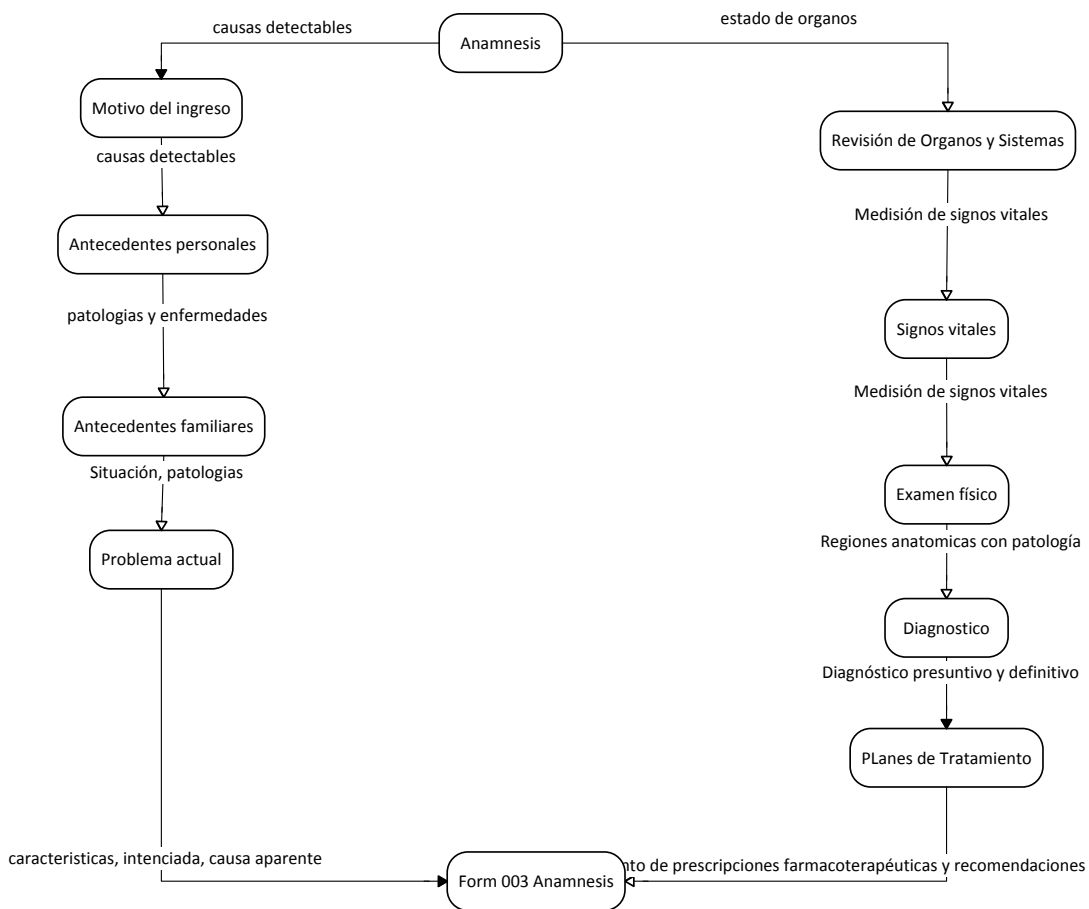 causas detectables
estado de organos
Anamnesis
Motivo del ingreso
Revisión de Organos y Sistemas
causas detectables
Medisión de signos vitales
Antecedentes personales
patologias y enfermedades
Signos vitales
Medisión de signos vitales
Antecedentes familiares
Situación, patologias
Examen físico
Regiones anatomicas con patología
Problema actual
Diagnostico
Diagnóstico presuntivo y definitivo
PLanes de Tratamiento
caracteristicas, intenciada, causa aparente
de prescripciones farmacoterapéuticas y recomendaciones
Form 003 Anamnesis